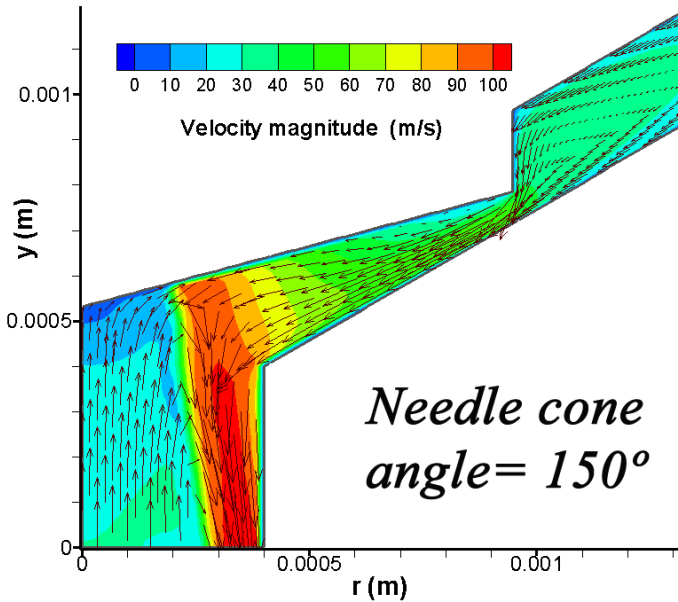 0 10 20 30 40 50 60 70 80 90 100
Velocity magnitude (m/s)
0.001
y (m)
0.0005
Needle cone
angle= 150º
0
0 0.0005 0.001
r (m)